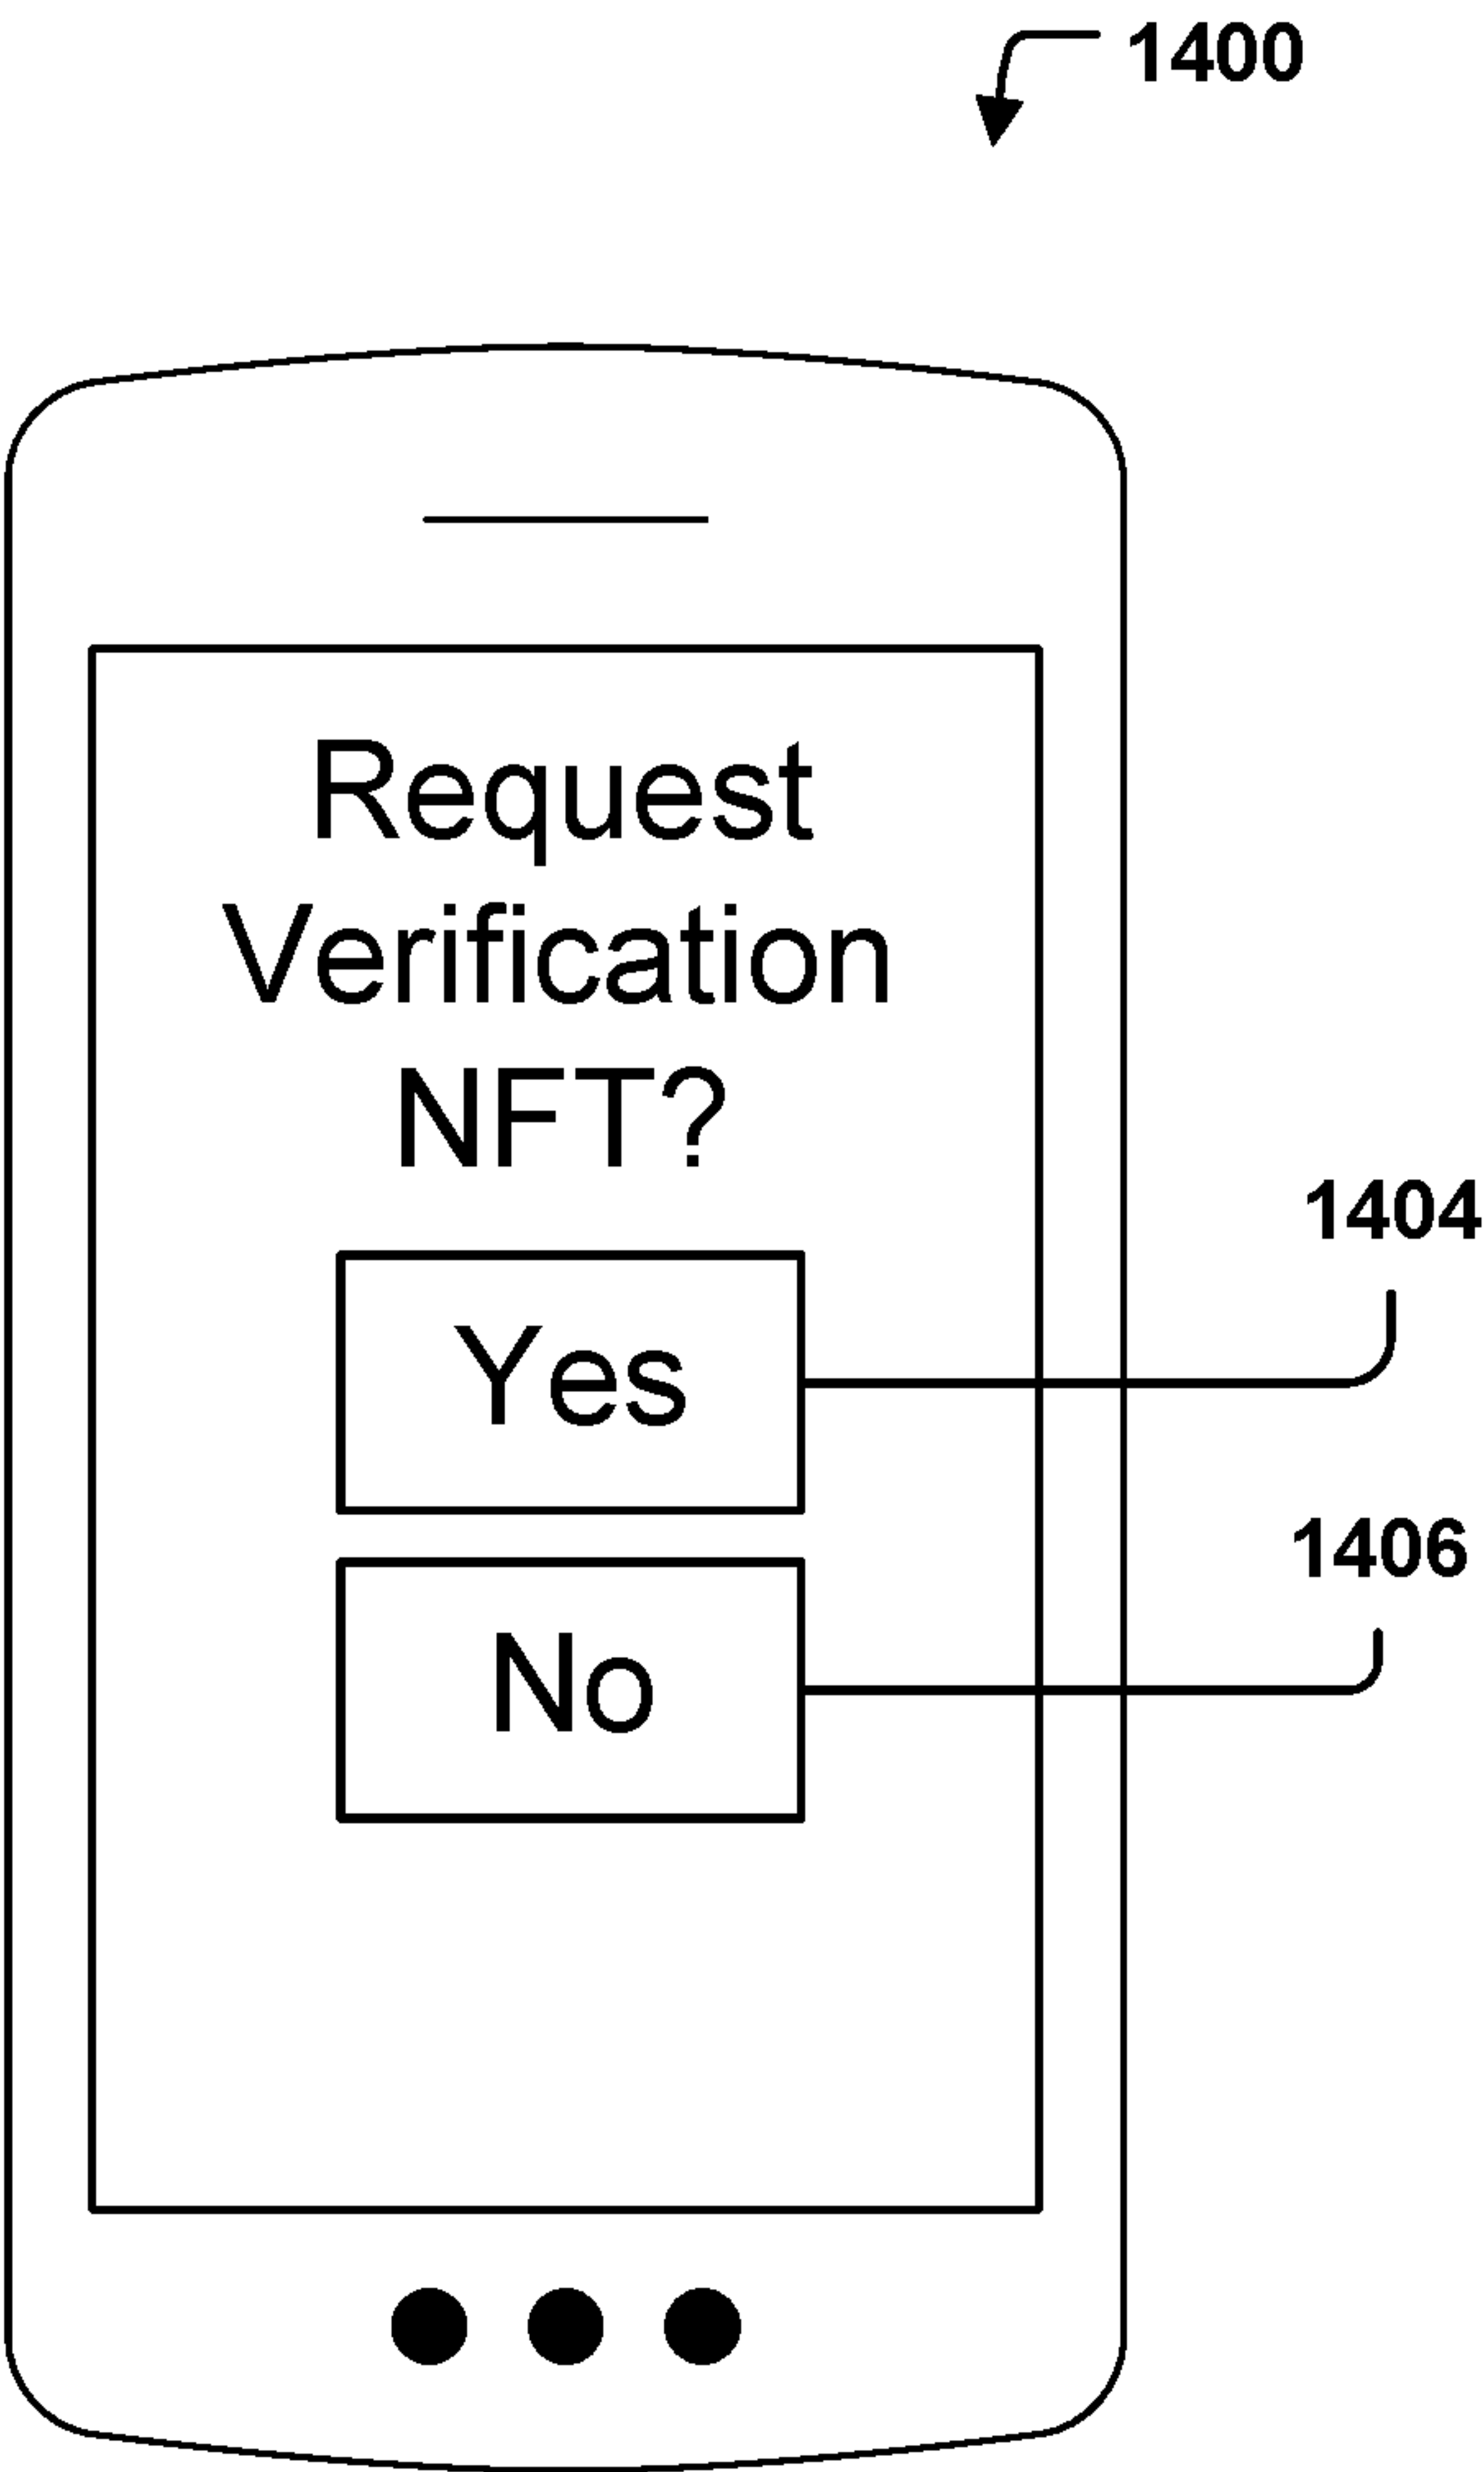 1400
Request
Verification
NFT?
1404
Yes
1406
No